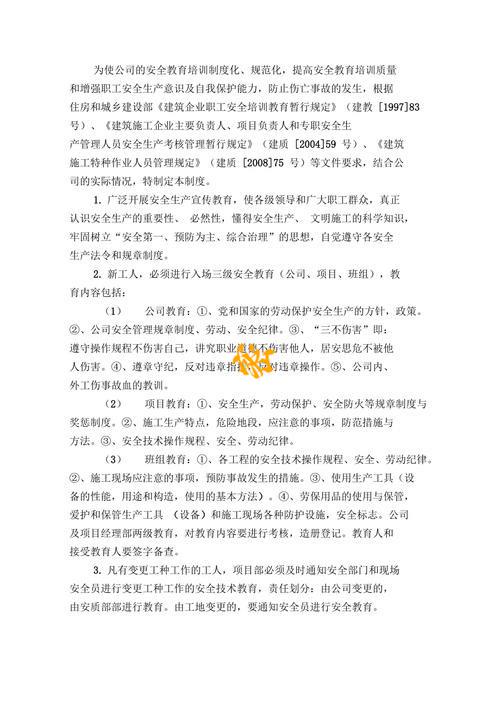 为使公司的安全教育培训制度化、规范化，提高安全教育培训质量
和增强职工安全生产意识及自我保护能力，防止伤亡事故的发生，根据
住房和城乡建设部《建筑企业职工安全培训教育暂行规定》（建教 [1997]83
号）、《建筑施工企业主要负责人、项目负责人和专职安全生
产管理人员安全生产考核管理暂行规定》（建质 [2004]59 号）、《建筑
施工特种作业人员管理规定》（建质 [2008]75 号）等文件要求，结合公
司的实际情况，特制定本制度。
1. 广泛开展安全生产宣传教育，使各级领导和广大职工群众，真正
认识安全生产的重要性、 必然性，懂得安全生产、 文明施工的科学知识，
牢固树立“安全第一、预防为主、综合治理”的思想，自觉遵守各安全
生产法令和规章制度。
2. 新工人，必须进行入场三级安全教育（公司、项目、班组），教
育内容包括：
（1） 公司教育：①、党和国家的劳动保护安全生产的方针，政策。
②、公司安全管理规章制度、劳动、安全纪律。③、“三不伤害”即：
遵守操作规程不伤害自己，讲究职业道德不伤害他人，居安思危不被他
人伤害。④、遵章守纪，反对违章指挥，反对违章操作。⑤、公司内、
外工伤事故血的教训。
（2） 项目教育：①、安全生产，劳动保护、安全防火等规章制度与
奖惩制度。②、施工生产特点，危险地段，应注意的事项，防范措施与
方法。③、安全技术操作规程、安全、劳动纪律。
（3） 班组教育：①、各工程的安全技术操作规程、安全、劳动纪律。
②、施工现场应注意的事项，预防事故发生的措施。③、使用生产工具（设
备的性能，用途和构造，使用的基本方法）。④、劳保用品的使用与保管，
爱护和保管生产工具 （设备）和施工现场各种防护设施，安全标志。公司
及项目经理部两级教育，对教育内容要进行考核，造册登记。教育人和
接受教育人要签字备查。
3. 凡有变更工种工作的工人，项目部必须及时通知安全部门和现场
安全员进行变更工种工作的安全技术教育，责任划分：由公司变更的，
由安质部部进行教育。由工地变更的，要通知安全员进行安全教育。